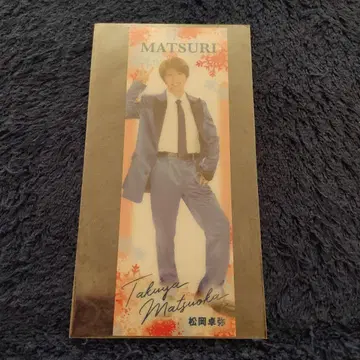 MATSURI
Takuya
Matsuoka
松岡卓弥